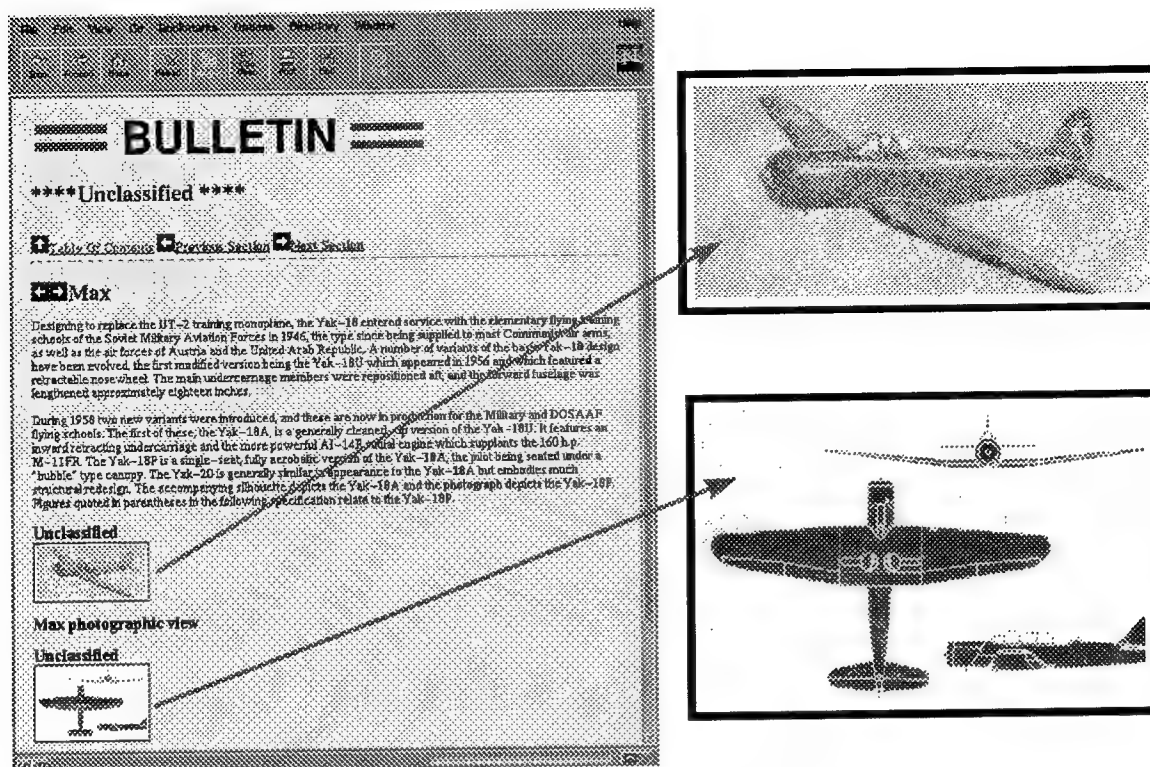 File Edit View Go Bookmarks Options Directory Window Help
BULLETIN
****Unclassified ****
Table Of Contents Previous Section Next Section
Max
Designing to replace the UT-2 training monoplane, the Yak-18 entered service with the elementary flying training
schools of the Soviet Military Aviation Forces in 1946, the type since being supplied to most Communist air arms,
as well as the air forces of Austria and the United Arab Republic. A number of variants of the basic Yak-18 design
have been evolved, the first modified version being the Yak-18U which appeared in 1956 and which featured a
retractable nosewheel. The main undercarriage members were repositioned aft, and the forward fuselage was
lengthened approximately eighteen inches.
During 1958 two new variants were introduced, and these are now in production for the Military and DOSAAF
flying schools. The first of these, the Yak-18A, is a generally cleaned-up version of the Yak-18U. It features an
inward retracting undercarriage and the more powerful AI-14R radial engine which supplants the 160 h.p.
M-11FR. The Yak-18P is a single-seat, fully aerobatic version of the Yak-18A, the pilot being seated under a
"bubble" type canopy. The Yak-20 is generally similar in appearance to the Yak-18A but embodies much
structural redesign. The accompanying silhouette depicts the Yak-18A and the photograph depicts the Yak-18P.
Figures quoted in parentheses in the following specification relate to the Yak-18P.
Unclassified
Max photographic view
Unclassified